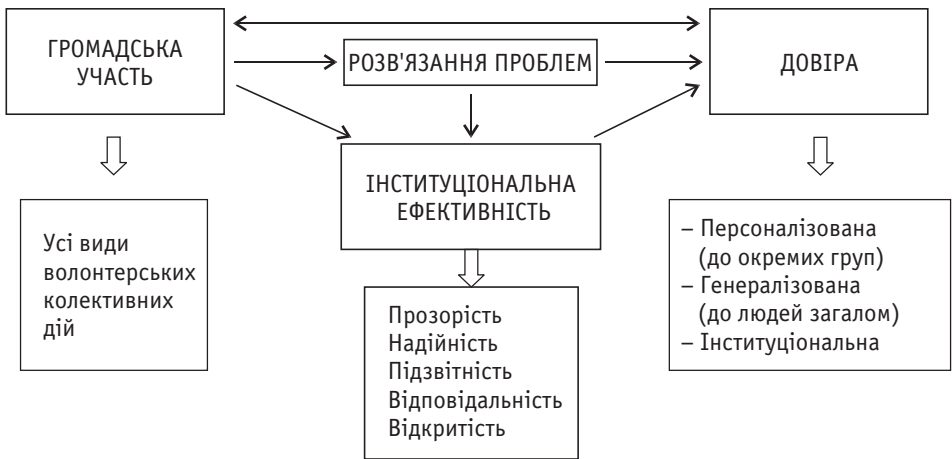 ГРОМАДСЬКА
УЧАСТЬ
РОЗВ'ЯЗАННЯ ПРОБЛЕМ
ДОВІРА
ІНСТИТУЦІОНАЛЬНА
ЕФЕКТИВНІСТЬ
Усі види
волонтерських
колективних
дій
Прозорість
Надійність
Підзвітність
Відповідальність
Відкритість
– Персоналізована
(до окремих груп)
– Генералізована
(до людей загалом)
– Інституціональна